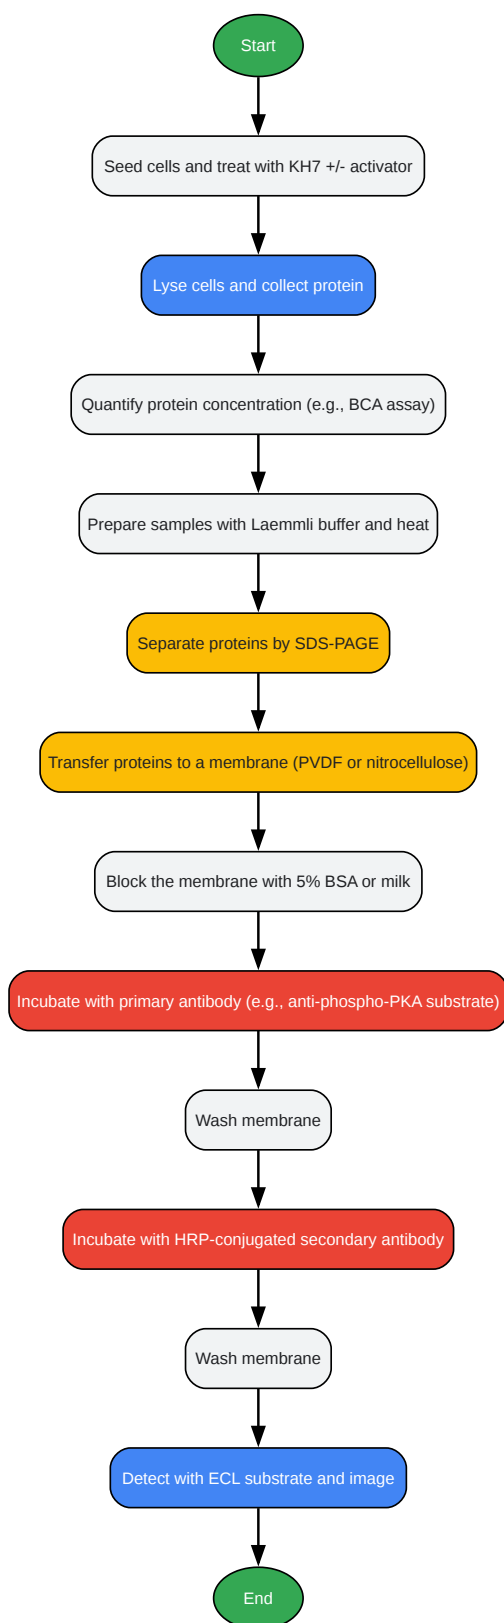 Start
Seed cells and treat with KH7 +/- activator
Lyse cells and collect protein
Quantify protein concentration (e.g., BCA assay)
Prepare samples with Laemmli buffer and heat
Separate proteins by SDS-PAGE
Transfer proteins to a membrane (PVDF or nitrocellulose)
Block the membrane with 5% BSA or milk
Incubate with primary antibody (e.g., anti-phospho-PKA substrate)
Wash membrane
Incubate with HRP-conjugated secondary antibody
Wash membrane
Detect with ECL substrate and image
End